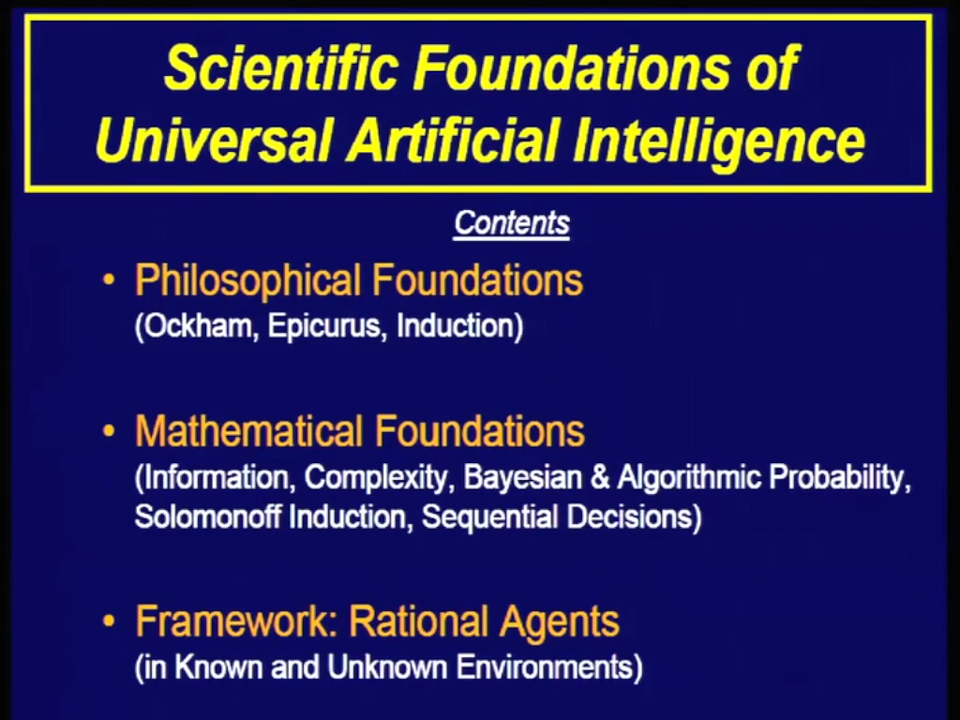 Scientific Foundations of
Universal Artificial Intelligence
Contents
• Philosophical Foundations
(Ockham, Epicurus, Induction)
• Mathematical Foundations
(Information, Complexity, Bayesian & Algorithmic Probability,
Solomonoff Induction, Sequential Decisions)
• Framework: Rational Agents
(in Known and Unknown Environments)